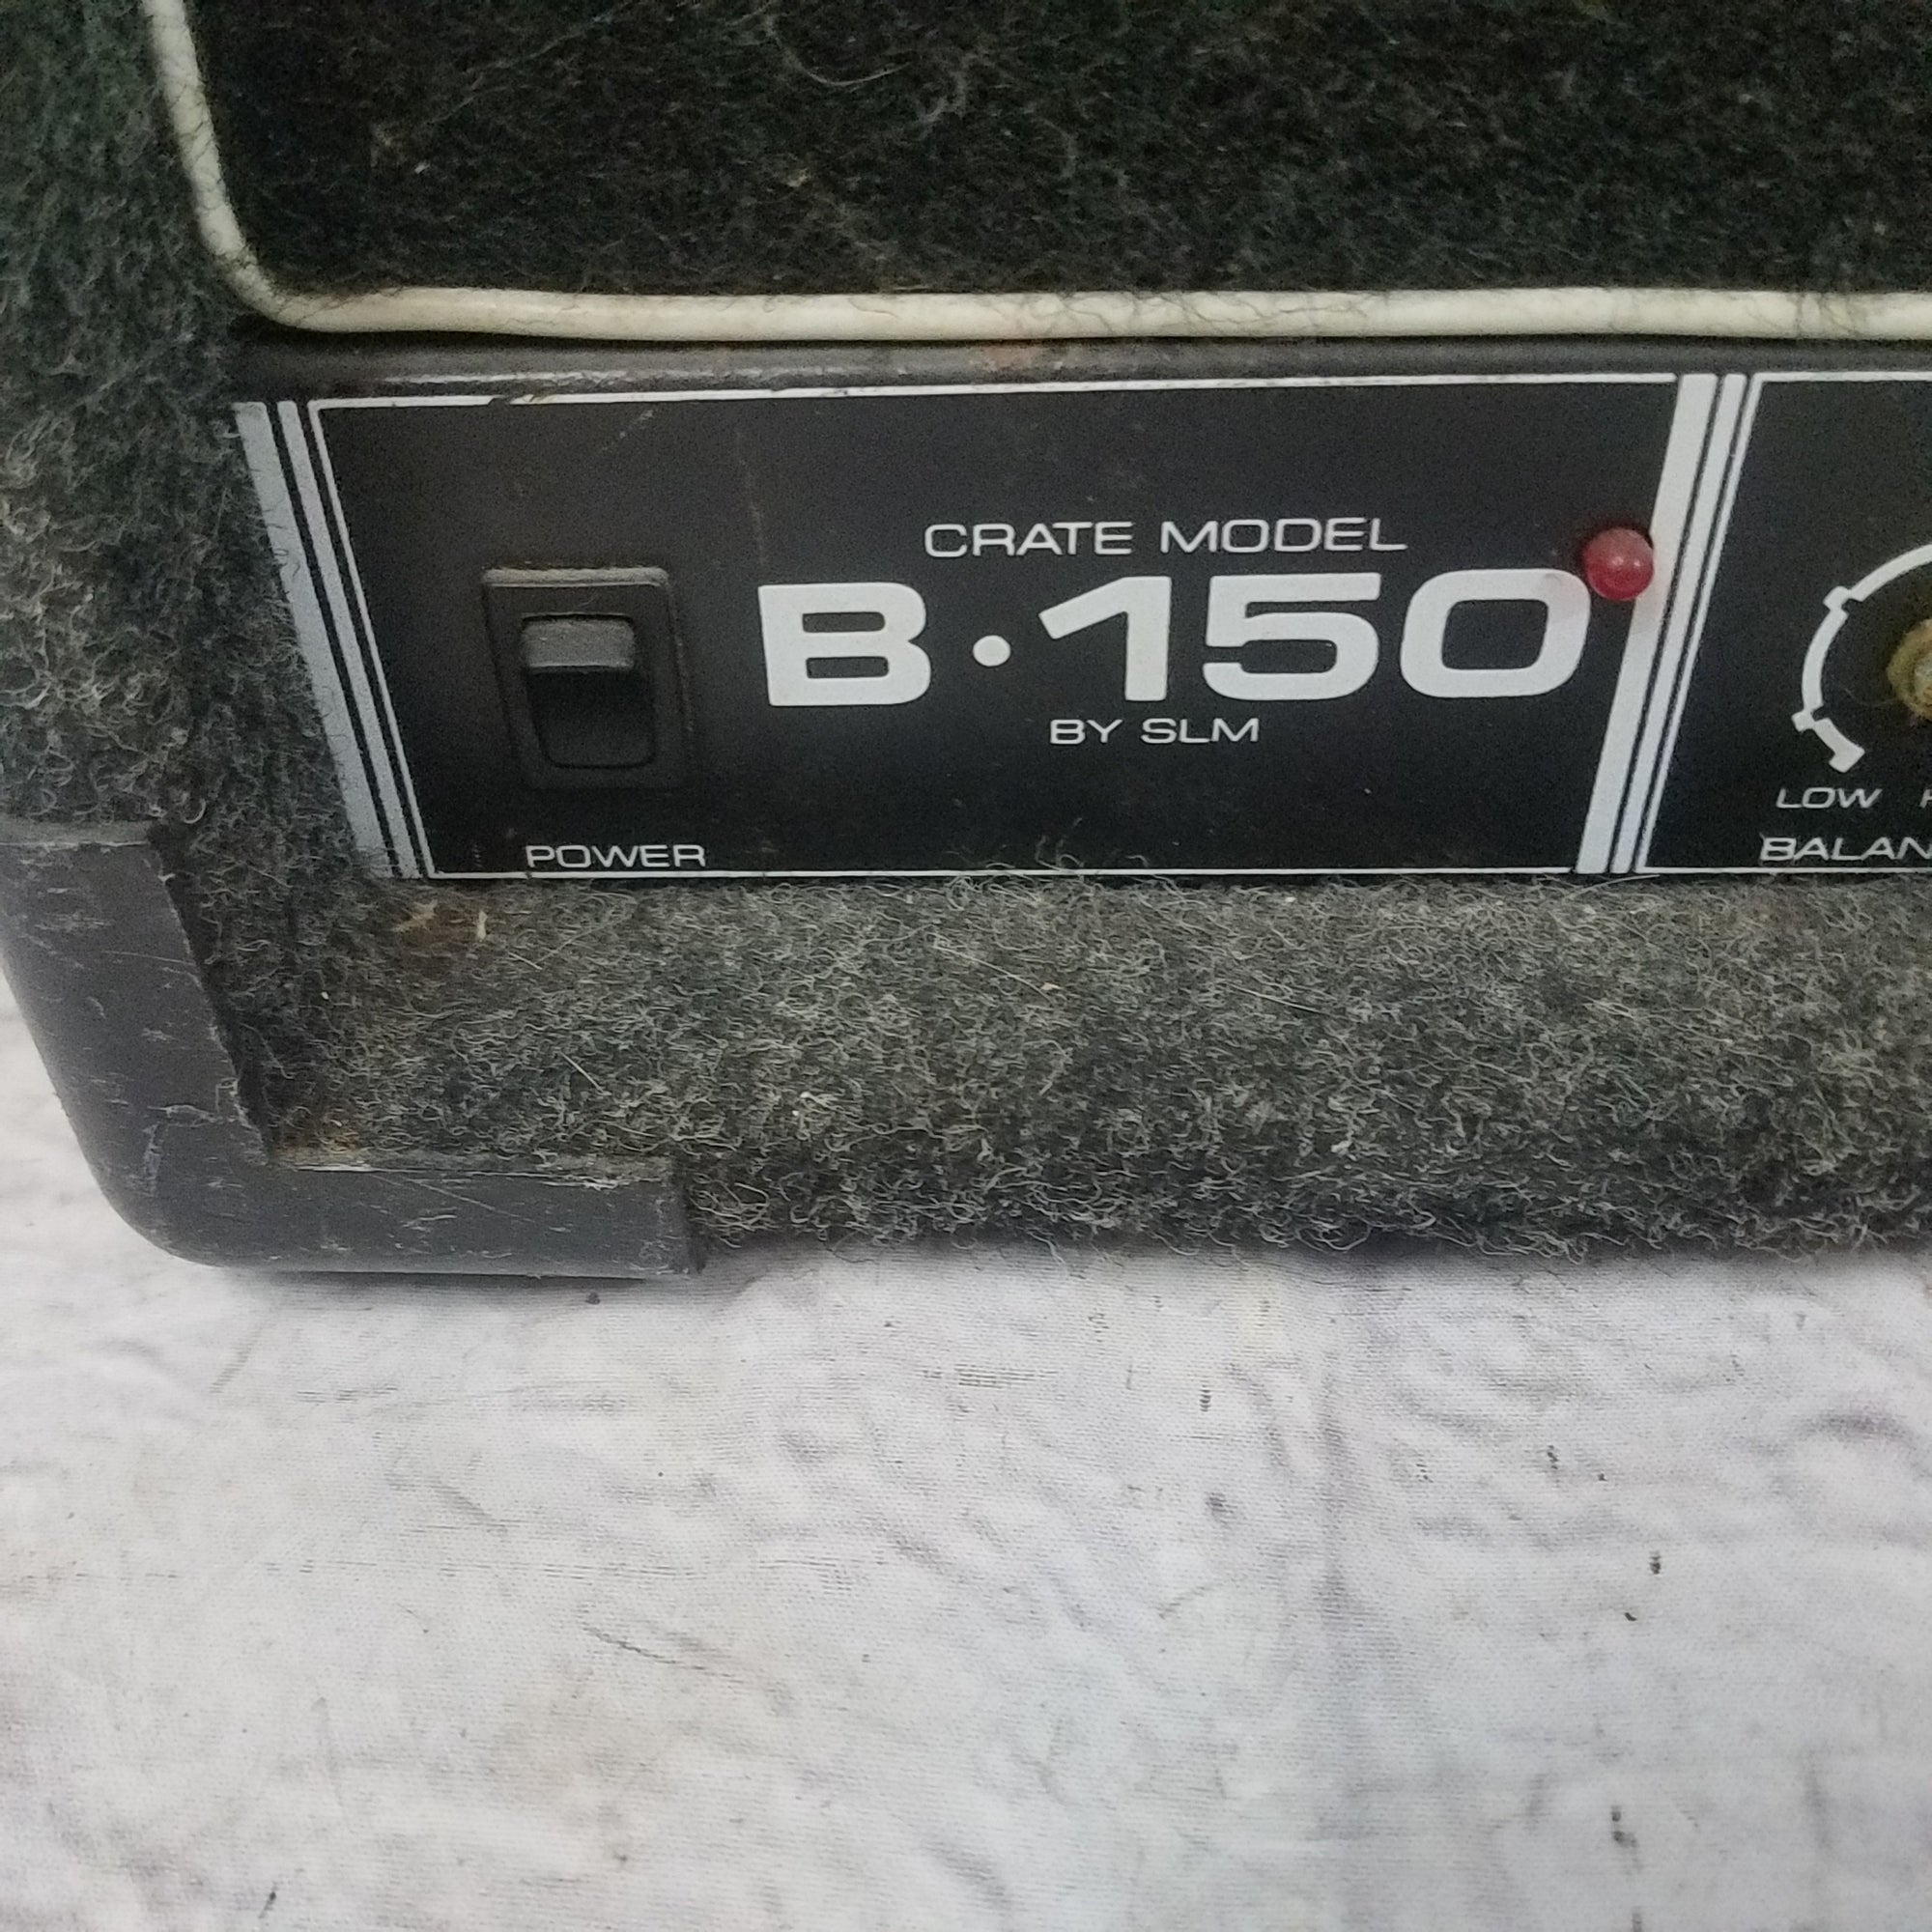 CRATE MODEL
B·150
BY SLM
POWER
LOW